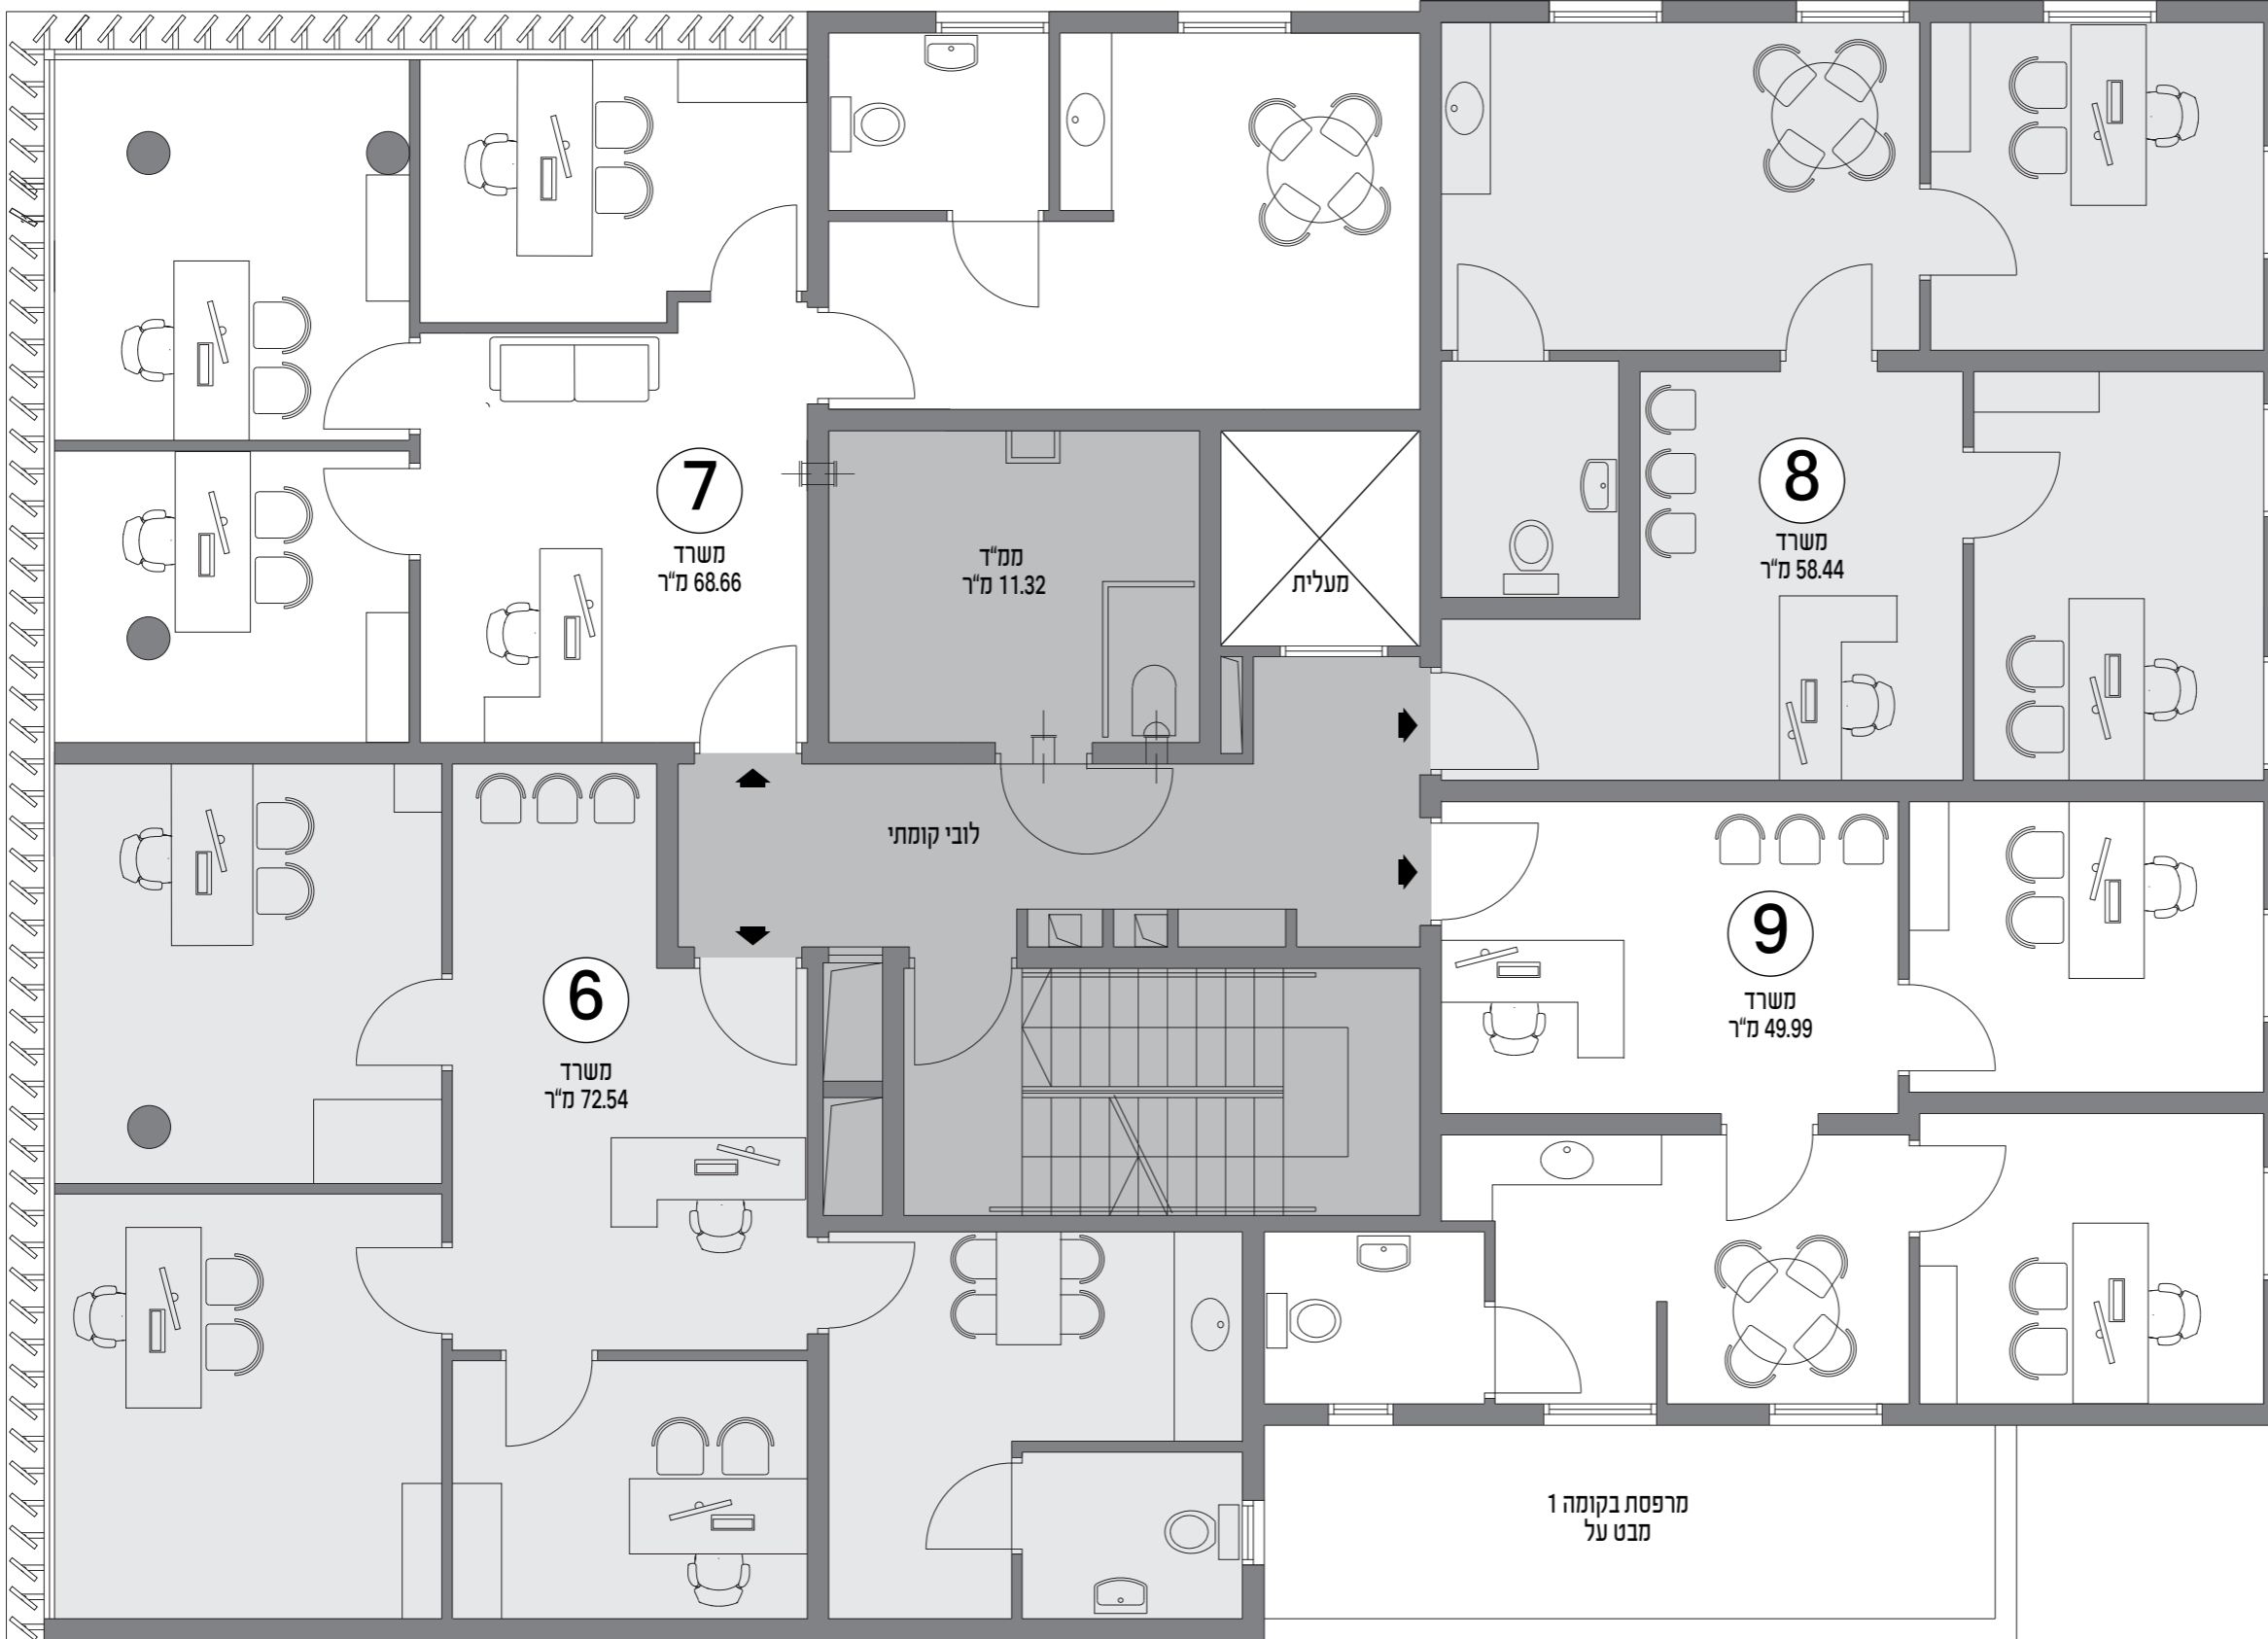 7
משרד
68.66 מ"ר
ממ"ד
11.32 מ"ר
מעלית
8
משרד
58.44 מ"ר
לובי קומתי
6
משרד
72.54 מ"ר
9
משרד
49.99 מ"ר
מרפסת בקומה 1
מבט על